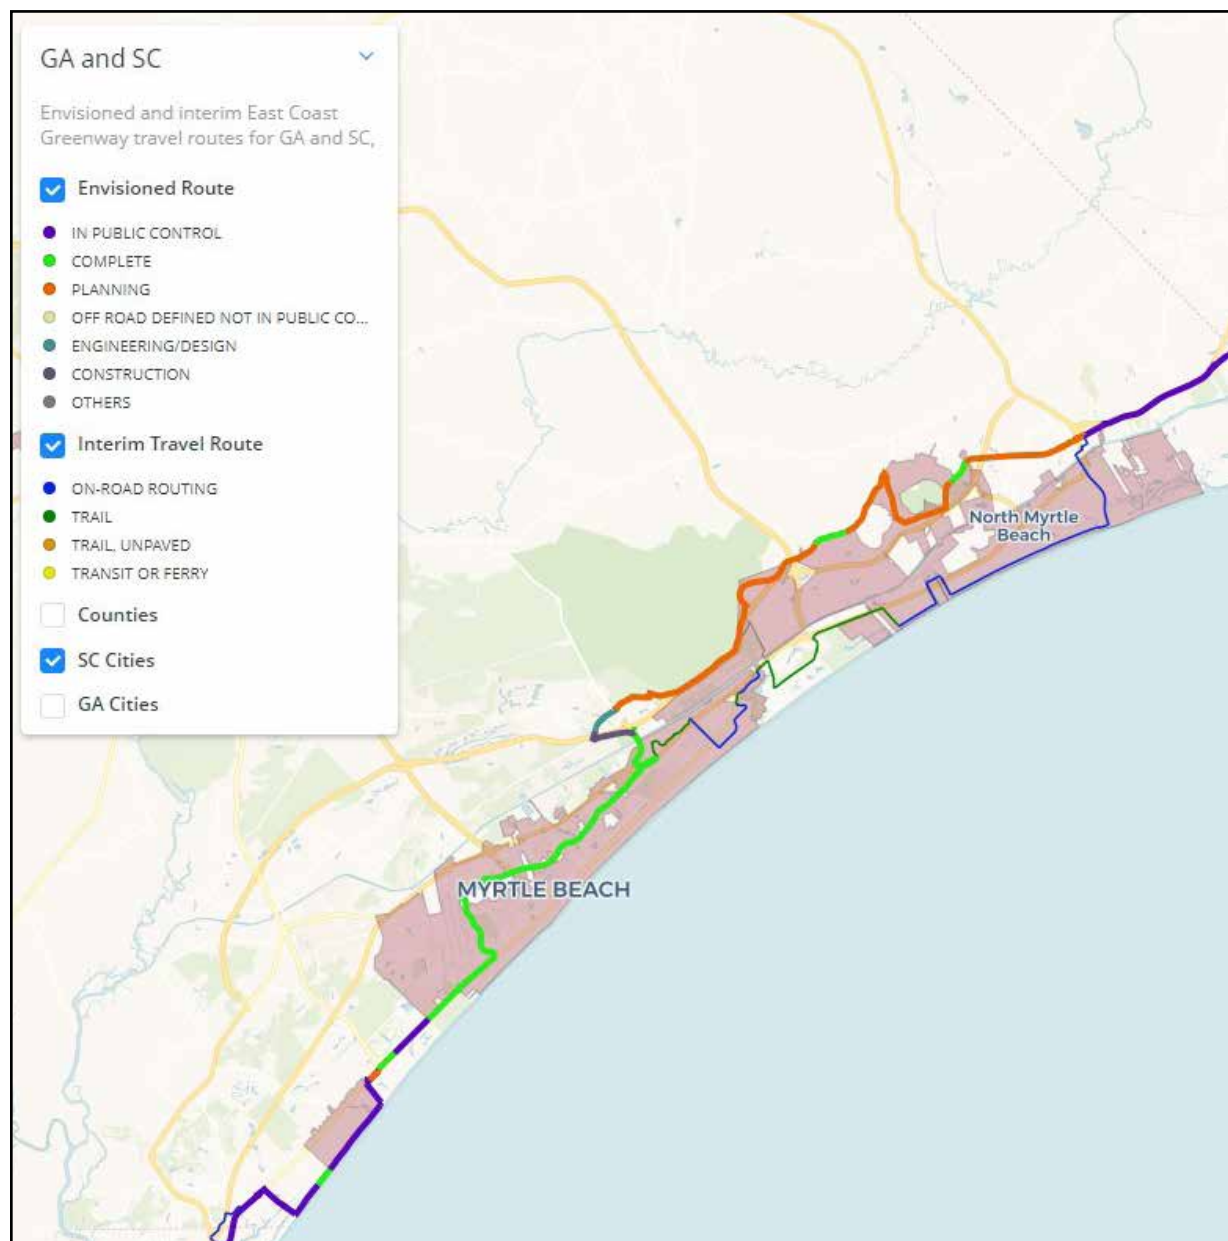 GA and SC
Envisioned and interim East Coast
Greenway travel routes for GA and SC,
Envisioned Route
IN PUBLIC CONTROL
COMPLETE
PLANNING
OFF ROAD DEFINED NOT IN PUBLIC CO...
ENGINEERING/DESIGN
CONSTRUCTION
OTHERS
Interim Travel Route
ON-ROAD ROUTING
TRAIL
TRAIL, UNPAVED
TRANSIT OR FERRY
Counties
SC Cities
GA Cities
North Myrtle
Beach
MYRTLE BEACH